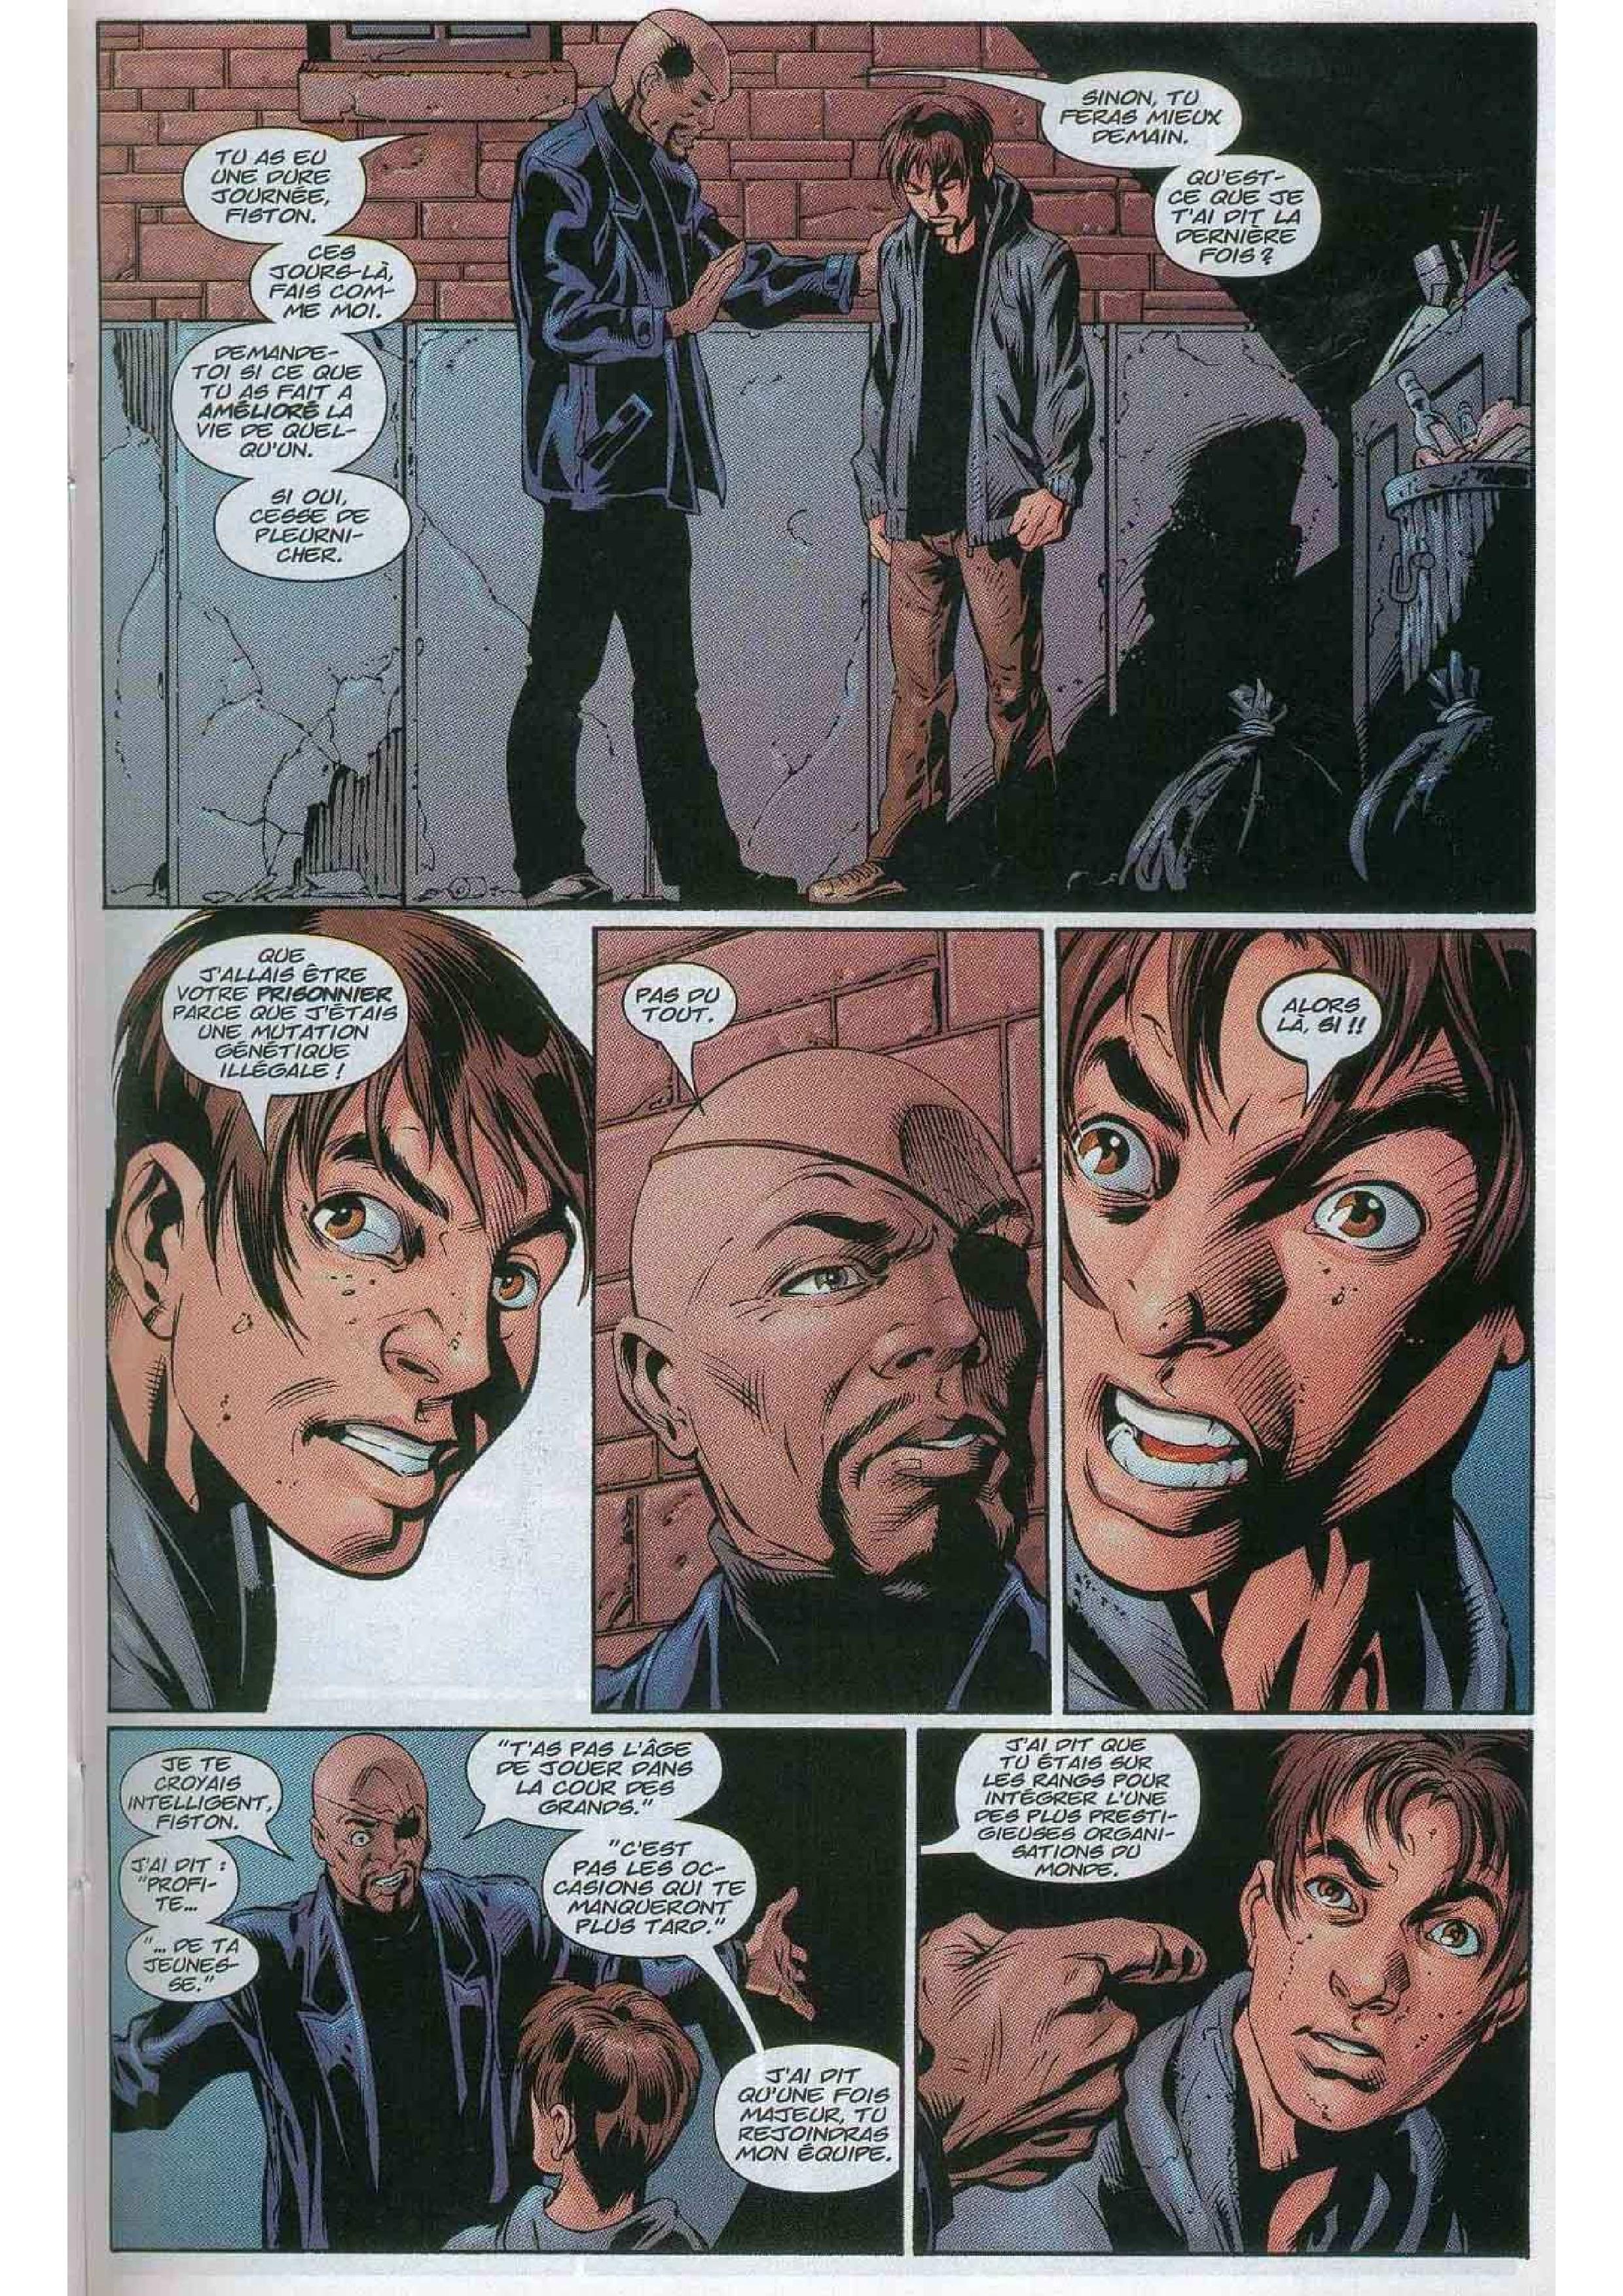 TU AS EU
UNE DURE
JOURNÉE,
FISTON.
CES
JOURS-LÀ,
FAIS COM-
ME MOI.
DEMANDE-
TOI SI CE QUE
TU AS FAIT A
AMÉLIORÉ LA
VIE DE QUEL-
QU'UN.
SI OUI,
CESSE DE
PLEURNI-
CHER.
SINON, TU
FERAS MIEUX
DEMAIN.
QU'EST-
CE QUE JE
T'AI DIT LA
DERNIÈRE
FOIS ?
QUE
J'ALLAIS ÊTRE
VOTRE PRISONNIER
PARCE QUE J'ÉTAIS
UNE MUTATION
GÉNÉTIQUE
ILLÉGALE !
PAS DU
TOUT.
ALORS
LÀ, SI !!
JE TE
CROYAIS
INTELLIGENT,
FISTON.
J'AI DIT :
"PROFI-
TE...
"... DE TA
JEUNES-
SE."
"T'AS PAS L'ÂGE
DE JOUER DANS
LA COUR DES
GRANDS."
"C'EST
PAS LES OC-
CASIONS QUI TE
MANQUERONT
PLUS TARD."
J'AI DIT
QU'UNE FOIS
MAJEUR, TU
REJOINDRAS
MON ÉQUIPE.
J'AI DIT QUE
TU ÉTAIS SUR
LES RANGS POUR
INTÉGRER L'UNE
DES PLUS PRESTI-
GIEUSES ORGANI-
SATIONS DU
MONDE.